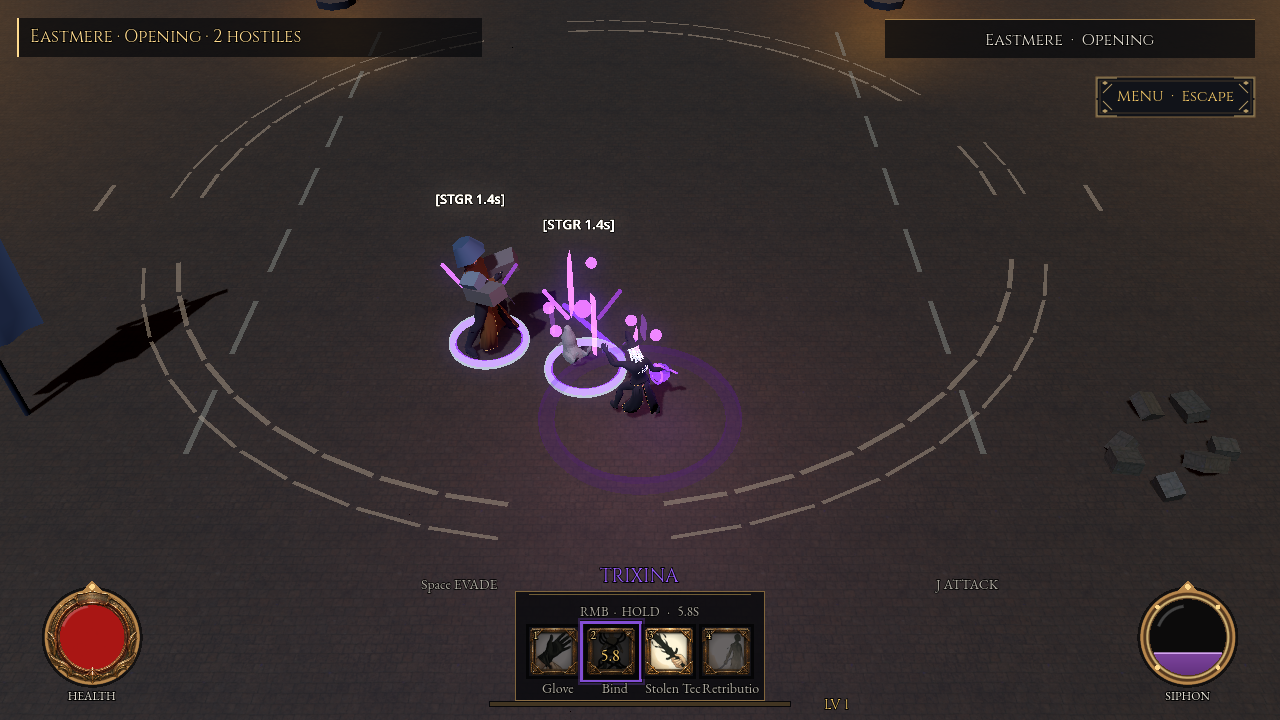 EASTMERE · OPENING · 2 HOSTILES
EASTMERE · OPENING
MENU · ESCAPE
[STGR 1.4s]
[STGR 1.4s]
Space EVADE
TRIXINA
J ATTACK
RMB · HOLD · 5.8S
1 2 3 4
5.8
Glove Bind Stolen Tec Retributio
HEALTH
SIPHON
LV 1